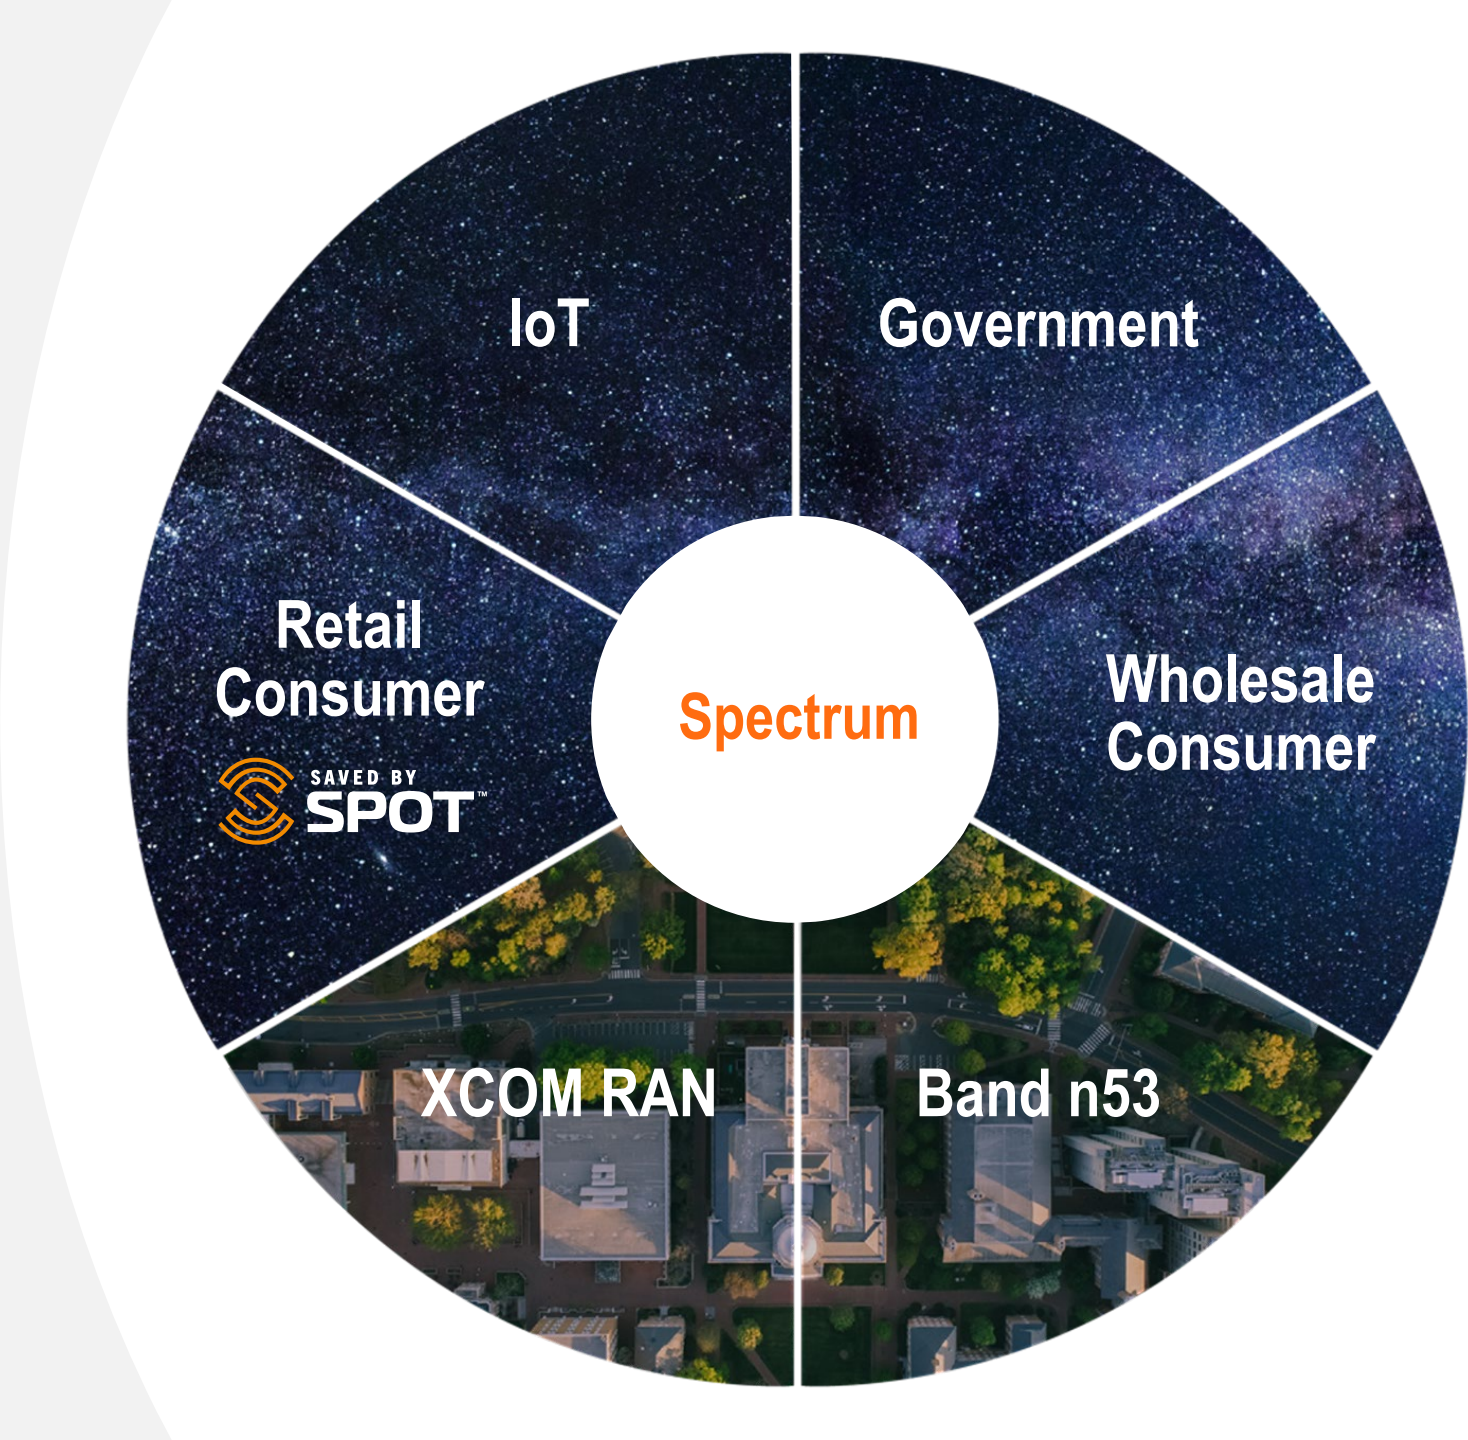 IoT
Government
Retail
Consumer
SAVED BY
SPOT™
Spectrum
Wholesale
Consumer
XCOM RAN
Band n53